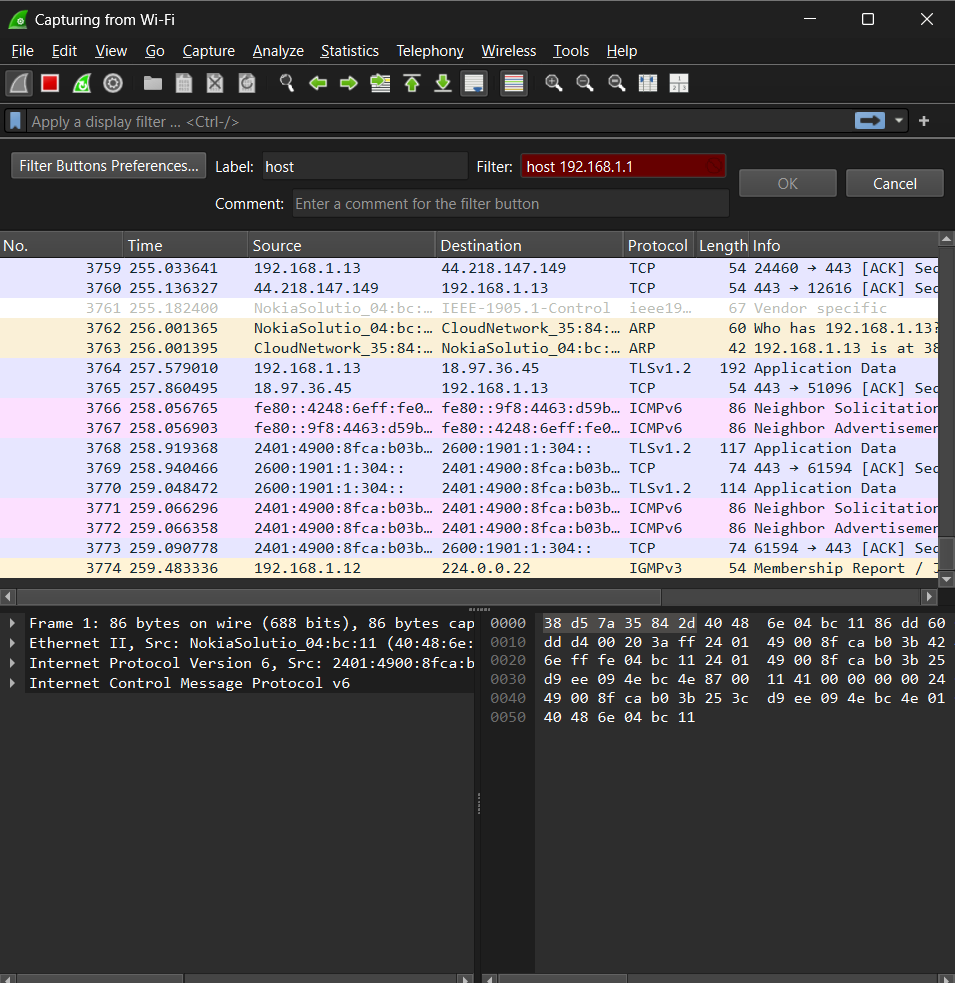 Capturing from Wi-Fi
File Edit View Go Capture Analyze Statistics Telephony Wireless Tools Help
Apply a display filter ... <Ctrl-/>
Filter Buttons Preferences... Label: host Filter: host 192.168.1.1
OK Cancel
Comment: Enter a comment for the filter button
No. Time Source Destination Protocol Length Info
3759 255.033641 192.168.1.13 44.218.147.149 TCP 54 24460 → 443 [ACK] Sec
3760 255.136327 44.218.147.149 192.168.1.13 TCP 54 443 → 12616 [ACK] Sec
3761 255.182400 NokiaSolutio_04:bc:… IEEE-1905.1-Control ieee19… 67 Vendor specific
3762 256.001365 NokiaSolutio_04:bc:… CloudNetwork_35:84:… ARP 60 Who has 192.168.1.13?
3763 256.001395 CloudNetwork_35:84:… NokiaSolutio_04:bc:… ARP 42 192.168.1.13 is at 38
3764 257.579010 192.168.1.13 18.97.36.45 TLSv1.2 192 Application Data
3765 257.860495 18.97.36.45 192.168.1.13 TCP 54 443 → 51096 [ACK] Sec
3766 258.056765 fe80::4248:6eff:fe0… fe80::9f8:4463:d59b… ICMPv6 86 Neighbor Solicitation
3767 258.056903 fe80::9f8:4463:d59b… fe80::4248:6eff:fe0… ICMPv6 86 Neighbor Advertisemer
3768 258.919368 2401:4900:8fca:b03b… 2600:1901:1:304:: TLSv1.2 117 Application Data
3769 258.940466 2600:1901:1:304:: 2401:4900:8fca:b03b… TCP 74 443 → 61594 [ACK] Sec
3770 259.048472 2600:1901:1:304:: 2401:4900:8fca:b03b… TLSv1.2 114 Application Data
3771 259.066296 2401:4900:8fca:b03b… 2401:4900:8fca:b03b… ICMPv6 86 Neighbor Solicitation
3772 259.066358 2401:4900:8fca:b03b… 2401:4900:8fca:b03b… ICMPv6 86 Neighbor Advertisemer
3773 259.090778 2401:4900:8fca:b03b… 2600:1901:1:304:: TCP 74 61594 → 443 [ACK] Sec
3774 259.483336 192.168.1.12 224.0.0.22 IGMPv3 54 Membership Report /
Frame 1: 86 bytes on wire (688 bits), 86 bytes cap
Ethernet II, Src: NokiaSolutio_04:bc:11 (40:48:6e:
Internet Protocol Version 6, Src: 2401:4900:8fca:b
Internet Control Message Protocol v6
0000 38 d5 7a 35 84 2d 40 48 6e 04 bc 11 86 dd 60
0010 dd d4 00 20 3a ff 24 01 49 00 8f ca b0 3b 42
0020 6e ff fe 04 bc 11 24 01 49 00 8f ca b0 3b 25
0030 d9 ee 09 4e bc 4e 87 00 11 41 00 00 00 00 24
0040 49 00 8f ca b0 3b 25 3c d9 ee 09 4e bc 4e 01
0050 40 48 6e 04 bc 11